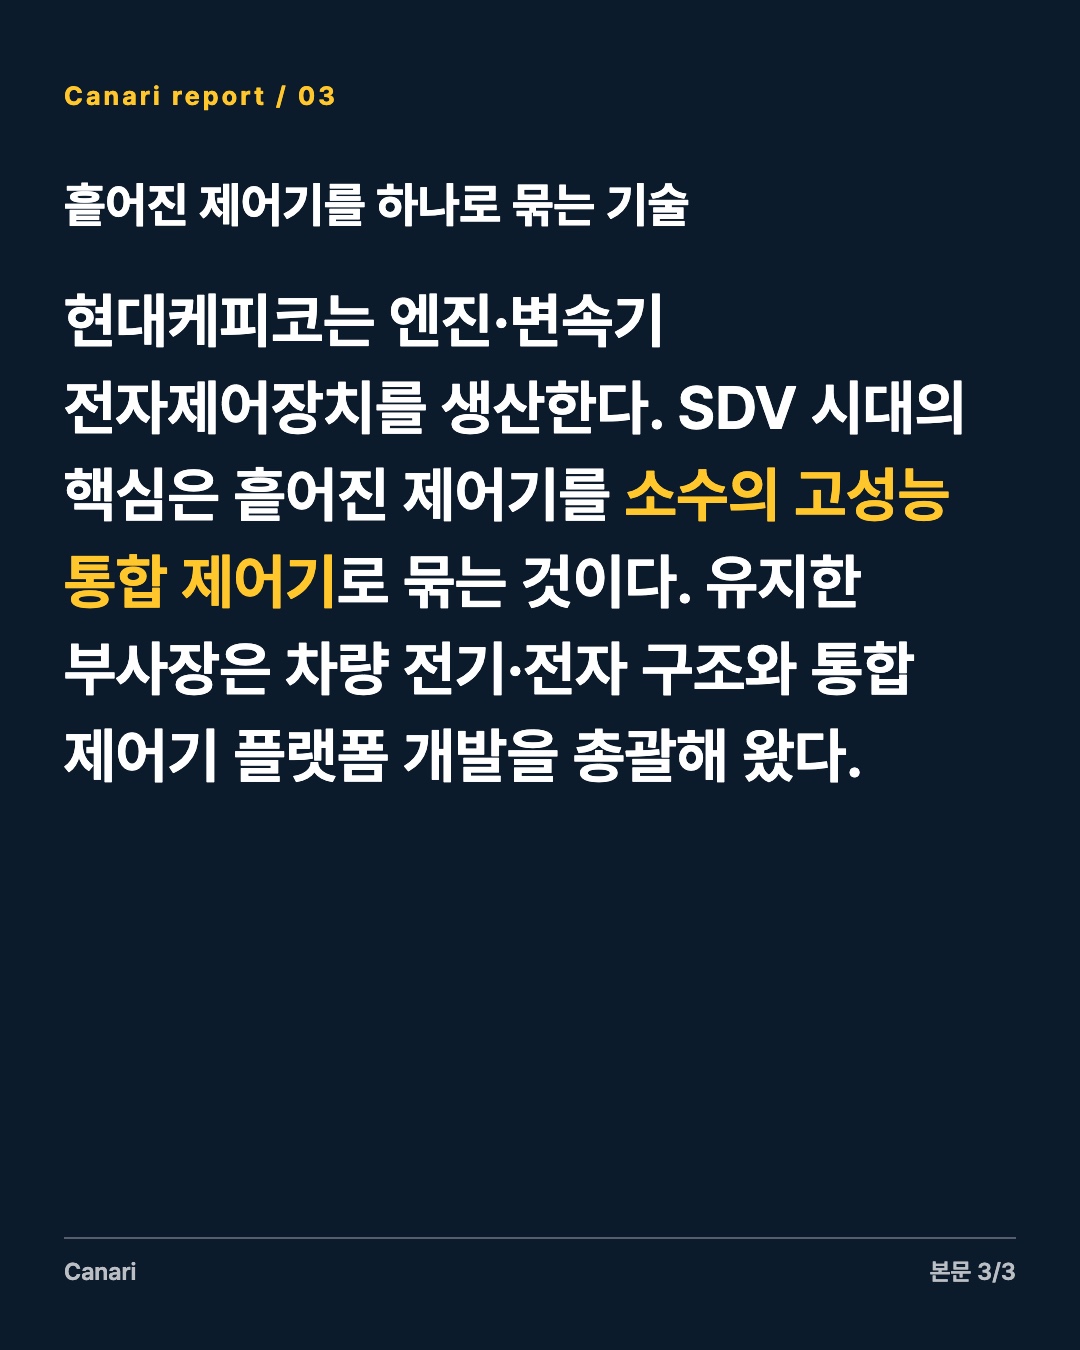 Canari report / 03
흩어진 제어기를 하나로 묶는 기술
현대케피코는 엔진·변속기
전자제어장치를 생산한다. SDV 시대의
핵심은 흩어진 제어기를 소수의 고성능
통합 제어기로 묶는 것이다. 유지한
부사장은 차량 전기·전자 구조와 통합
제어기 플랫폼 개발을 총괄해 왔다.
Canari
본문 3/3